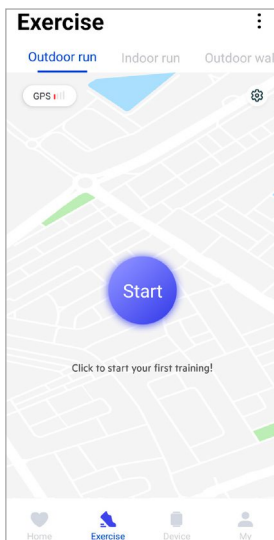 Exercise
Outdoor run Indoor run Outdoor wal
GPS
Start
Click to start your first training!
Home Exercise Device My